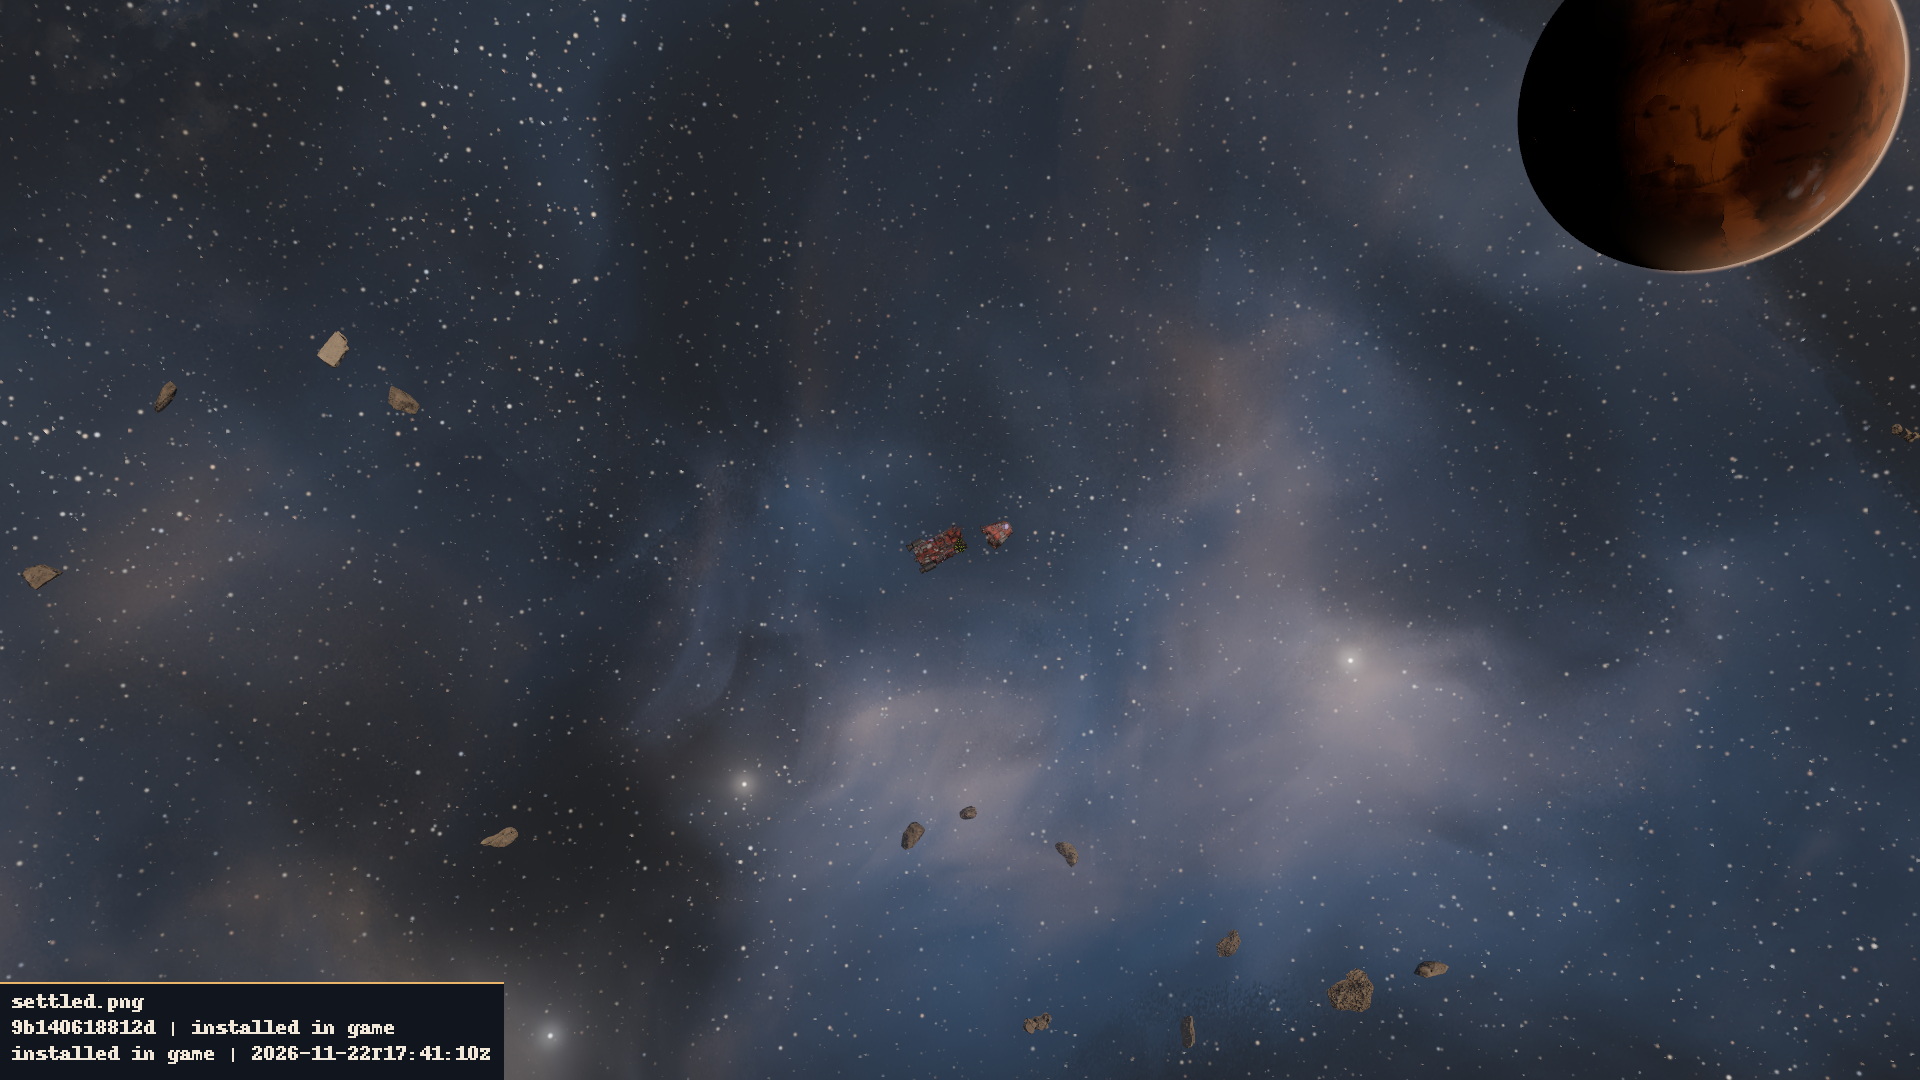 settled.png
9b140618812d | installed in game
installed in game | 2026-11-22T17:41:10Z